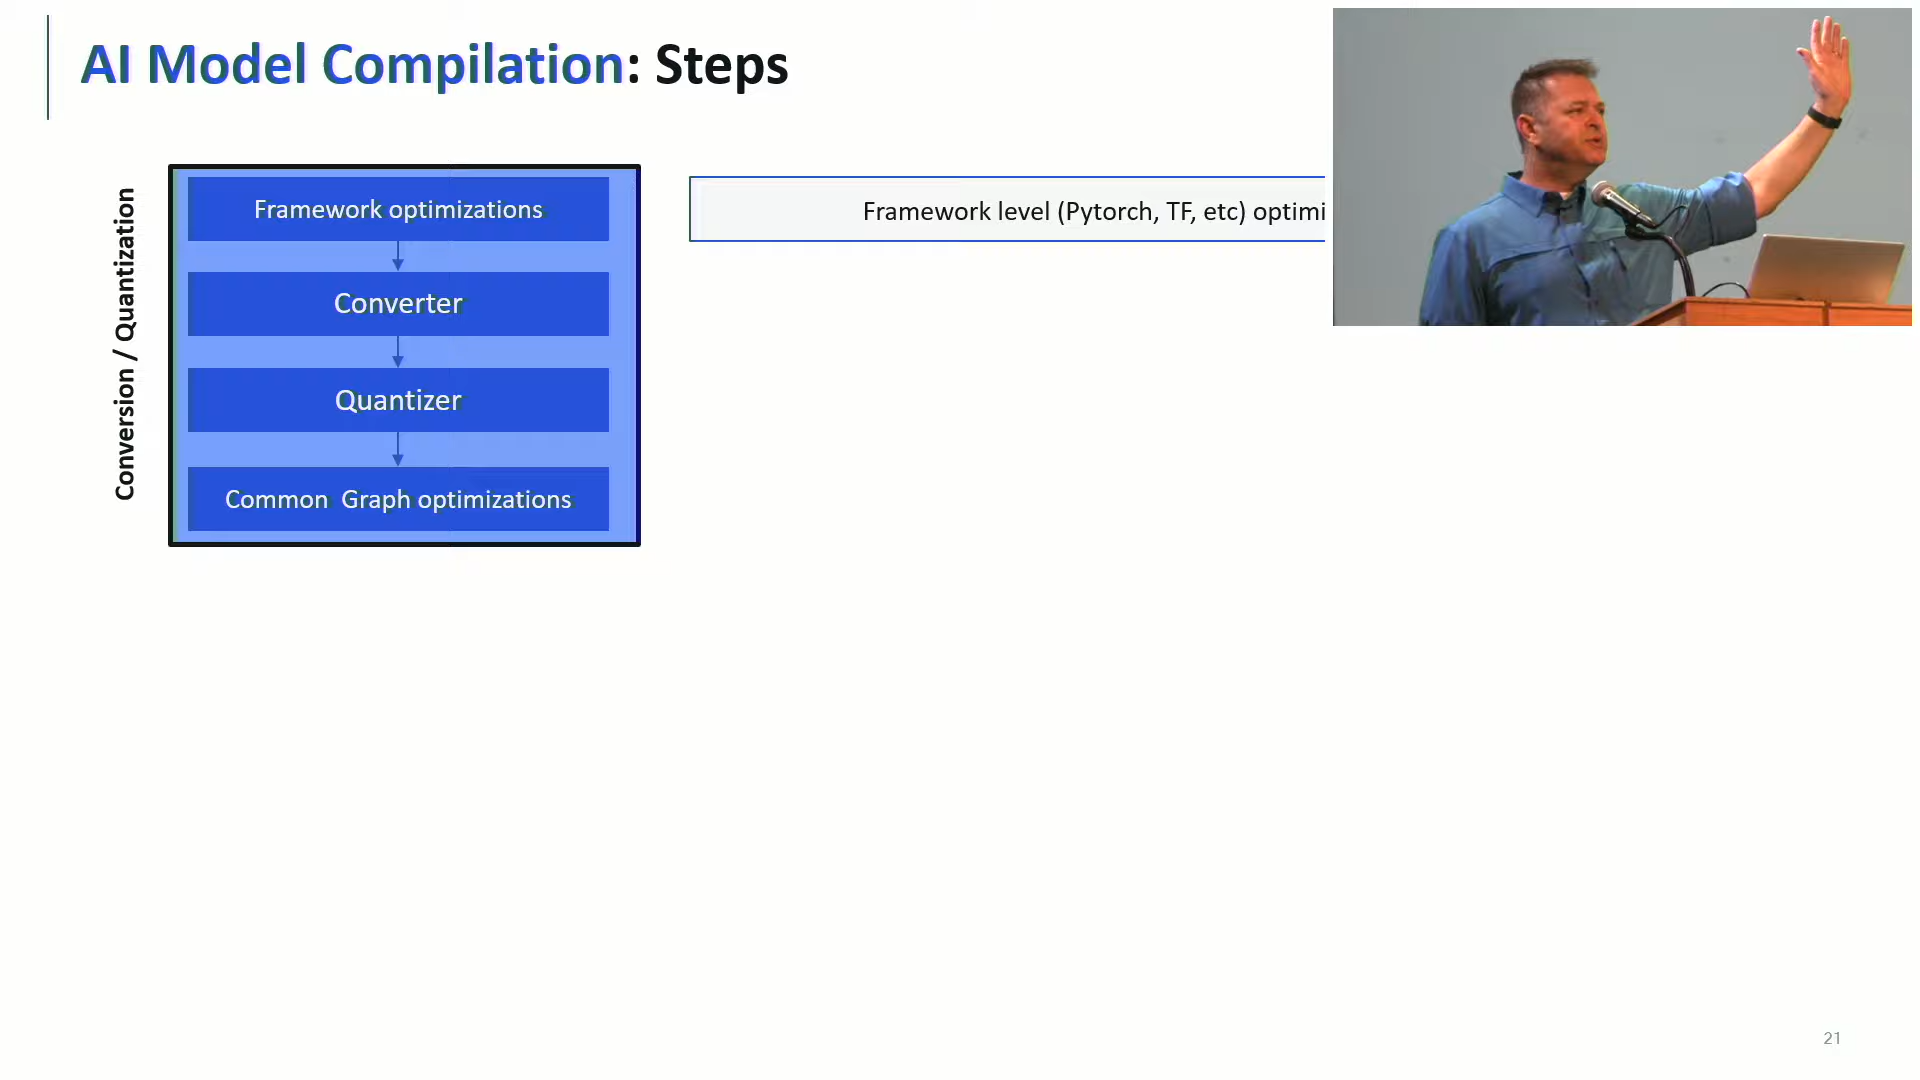 AI Model Compilation: Steps
Conversion / Quantization
Framework optimizations
Converter
Quantizer
Common Graph optimizations
Framework level (Pytorch, TF, etc) optimi
21